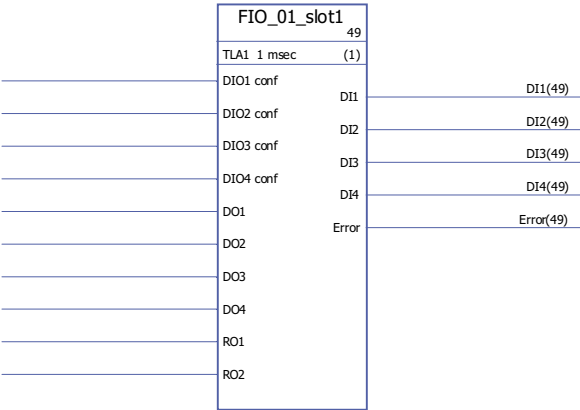 FIO_01_slot1
49
TLA1 1 msec (1)
DIO1 conf
DI1 DI1(49)
DIO2 conf
DI2 DI2(49)
DIO3 conf
DI3 DI3(49)
DIO4 conf
DI4 DI4(49)
DO1
Error Error(49)
DO2
DO3
DO4
RO1
RO2